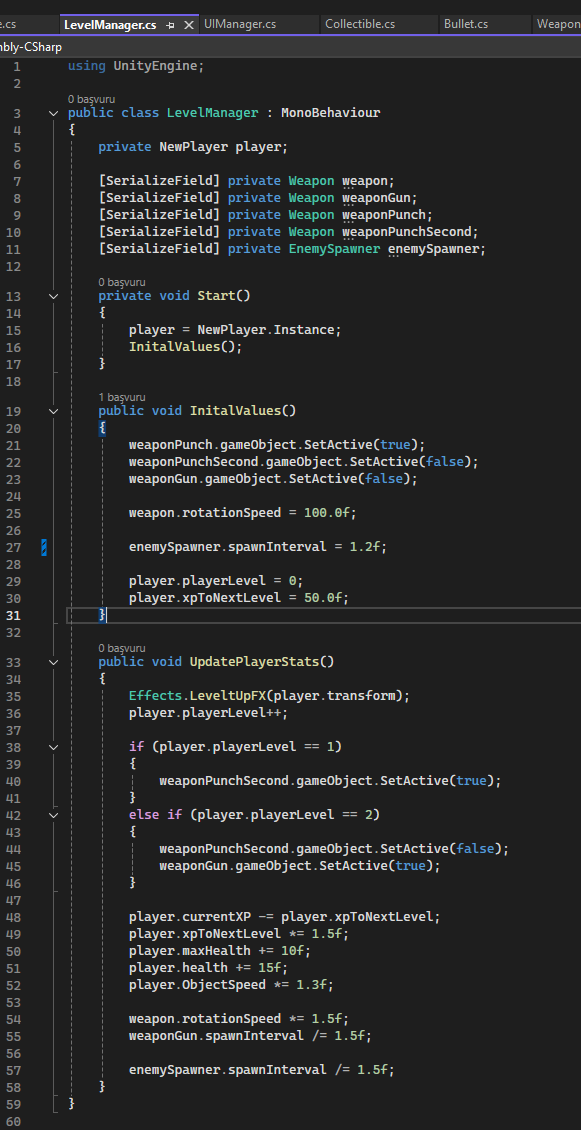 e.cs LevelManager.cs UIManager.cs Collectible.cs Bullet.cs Weapon
mbly-CSharp
1 using UnityEngine;
2
0 başvuru
3 public class LevelManager : MonoBehaviour
4 {
5 private NewPlayer player;
6
7 [SerializeField] private Weapon weapon;
8 [SerializeField] private Weapon weaponGun;
9 [SerializeField] private Weapon weaponPunch;
10 [SerializeField] private Weapon weaponPunchSecond;
11 [SerializeField] private EnemySpawner enemySpawner;
12
0 başvuru
13 private void Start()
14 {
15 player = NewPlayer.Instance;
16 InitalValues();
17 }
18
1 başvuru
19 public void InitalValues()
20 {
21 weaponPunch.gameObject.SetActive(true);
22 weaponPunchSecond.gameObject.SetActive(false);
23 weaponGun.gameObject.SetActive(false);
24
25 weapon.rotationSpeed = 100.0f;
26
27 enemySpawner.spawnInterval = 1.2f;
28
29 player.playerLevel = 0;
30 player.xpToNextLevel = 50.0f;
31 }
32
0 başvuru
33 public void UpdatePlayerStats()
34 {
35 Effects.LeveltUpFX(player.transform);
36 player.playerLevel++;
37
38 if (player.playerLevel == 1)
39 {
40 weaponPunchSecond.gameObject.SetActive(true);
41 }
42 else if (player.playerLevel == 2)
43 {
44 weaponPunchSecond.gameObject.SetActive(false);
45 weaponGun.gameObject.SetActive(true);
46 }
47
48 player.currentXP -= player.xpToNextLevel;
49 player.xpToNextLevel *= 1.5f;
50 player.maxHealth += 10f;
51 player.health += 15f;
52 player.ObjectSpeed *= 1.3f;
53
54 weapon.rotationSpeed *= 1.5f;
55 weaponGun.spawnInterval /= 1.5f;
56
57 enemySpawner.spawnInterval /= 1.5f;
58 }
59 }
60